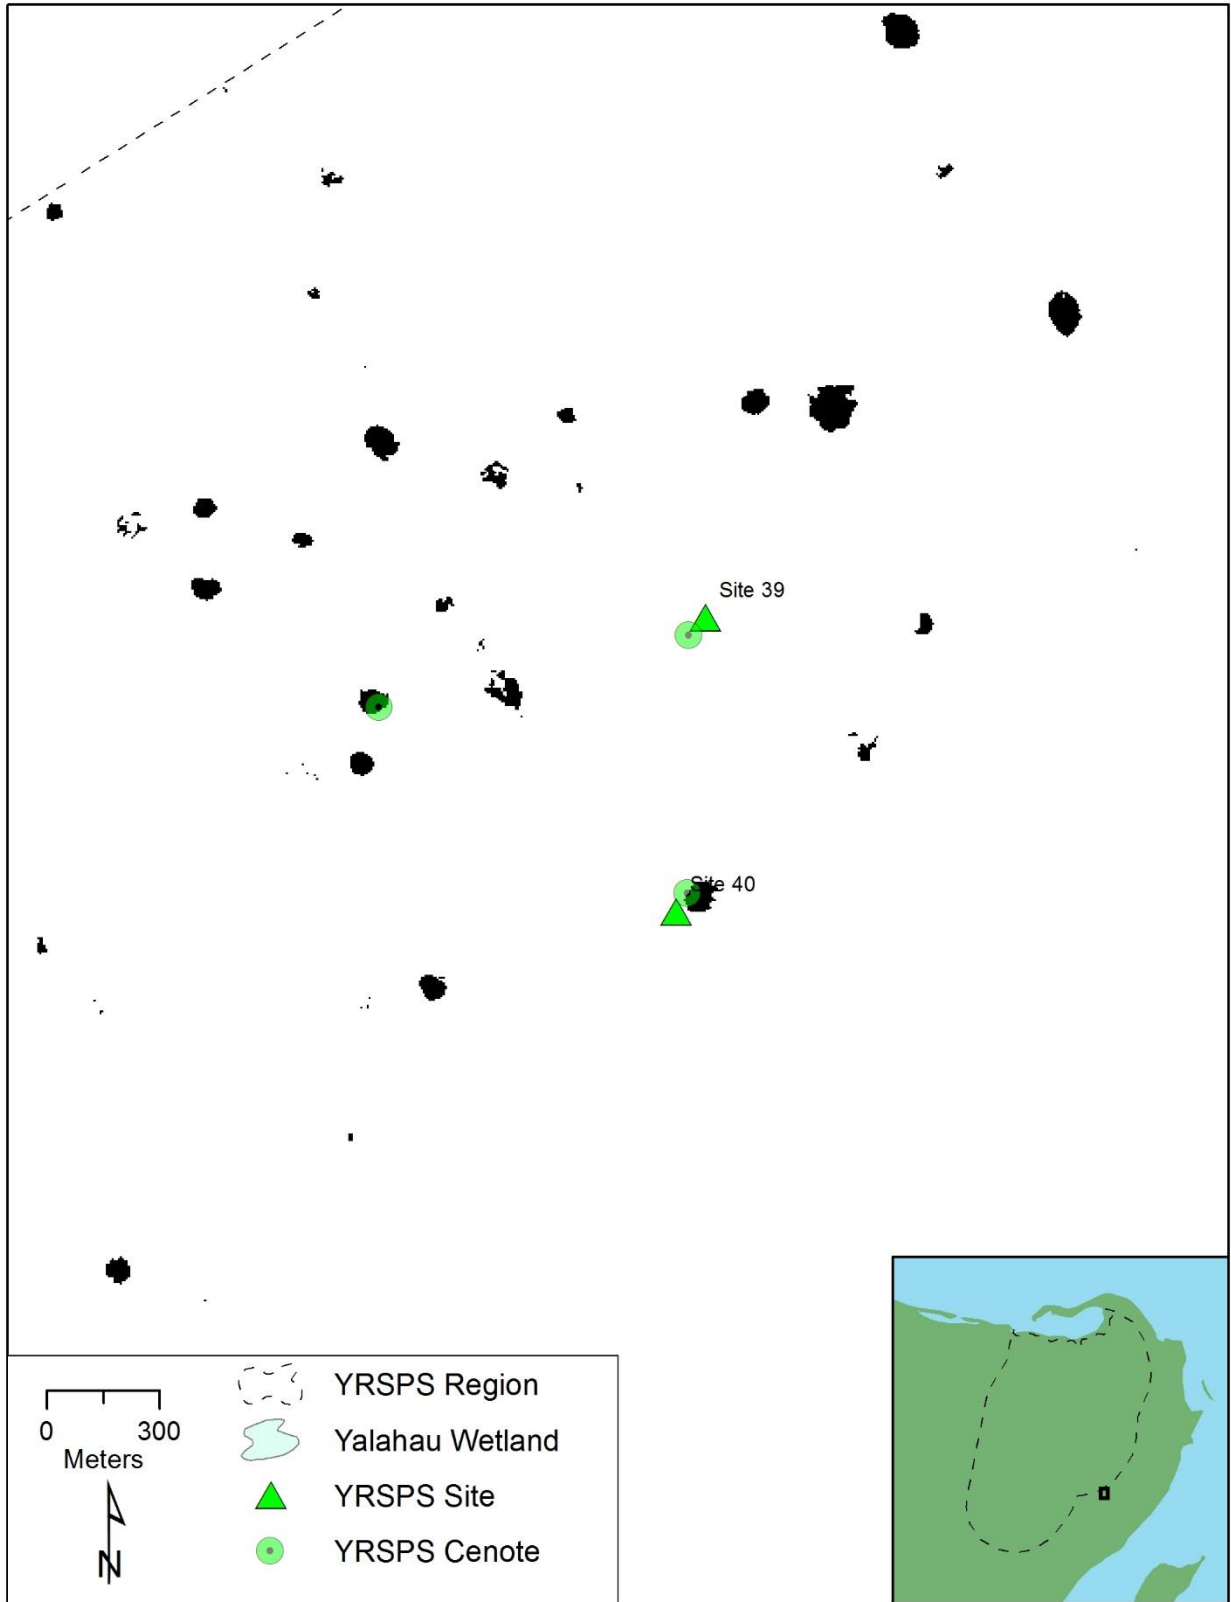 Site 39
Site 40
YRSPS Region
0 300
Meters
Yalahau Wetland
YRSPS Site
N
YRSPS Cenote